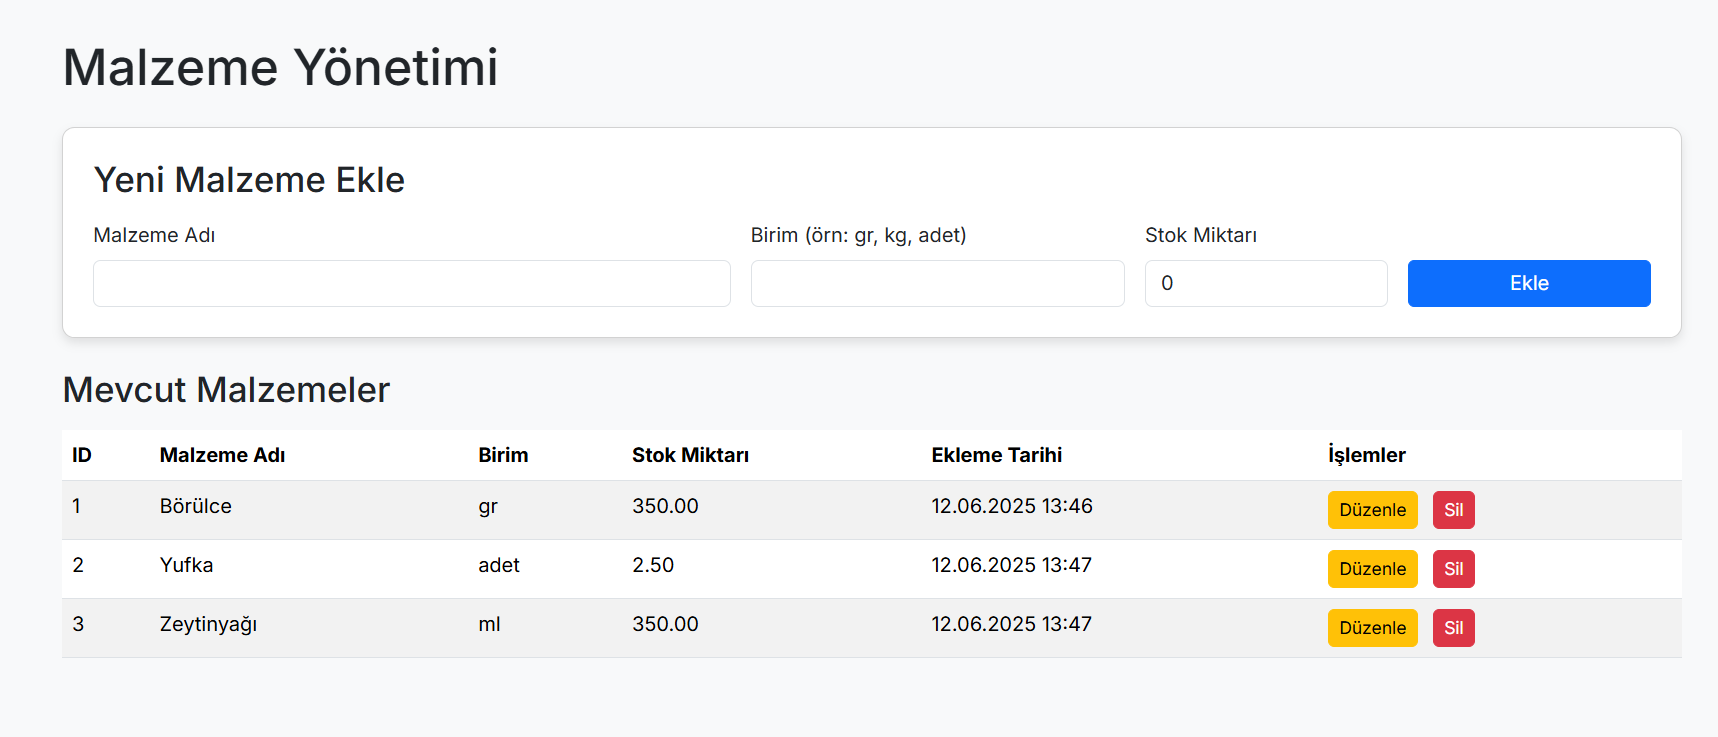 Malzeme Yönetimi
Yeni Malzeme Ekle
Malzeme Adı Birim (örn: gr, kg, adet) Stok Miktarı
0 Ekle
Mevcut Malzemeler
ID Malzeme Adı Birim Stok Miktarı Ekleme Tarihi İşlemler
1 Börülce gr 350.00 12.06.2025 13:46 Düzenle Sil
2 Yufka adet 2.50 12.06.2025 13:47 Düzenle Sil
3 Zeytinyağı ml 350.00 12.06.2025 13:47 Düzenle Sil